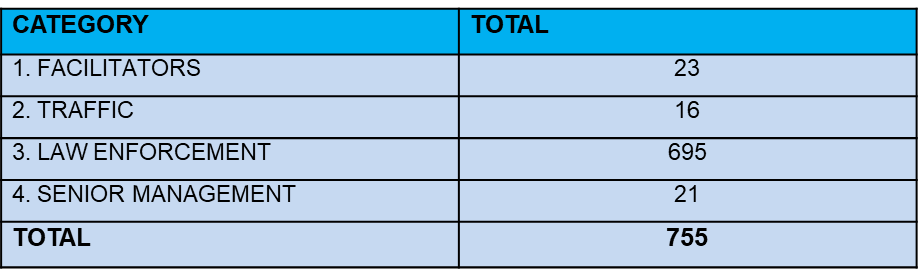 CATEGORY TOTAL
1. FACILITATORS 23
2. TRAFFIC 16
3. LAW ENFORCEMENT 695
4. SENIOR MANAGEMENT 21
TOTAL 755